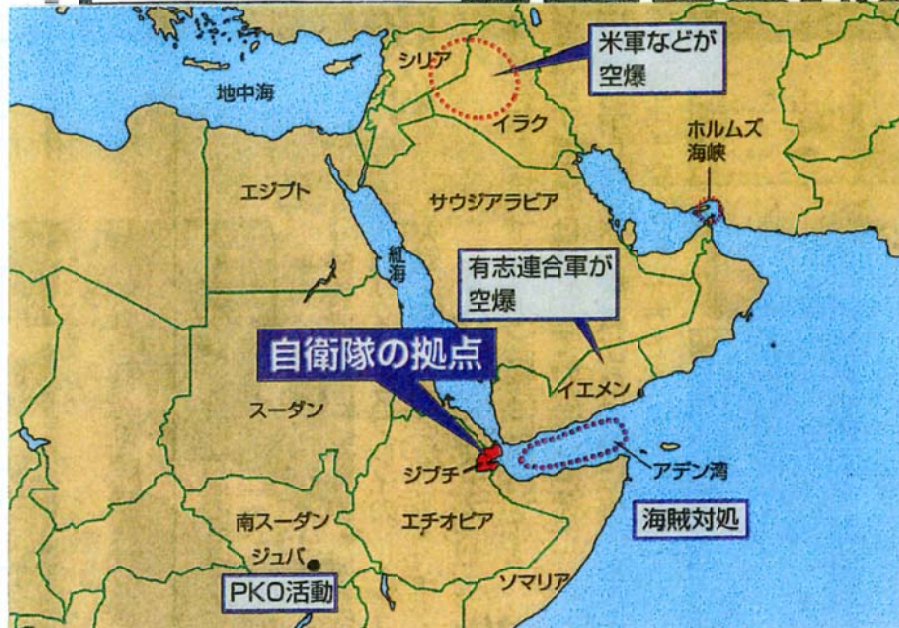 米軍などが
空爆
シリア
地中海
イラク
ホルムズ
海峡
エジプト
サウジアラビア
紅海
有志連合軍が
空爆
自衛隊の拠点
イエメン
スーダン
ジブチ
アデン湾
南スーダン
エチオピア
海賊対処
ジュバ
PKO活動
ソマリア